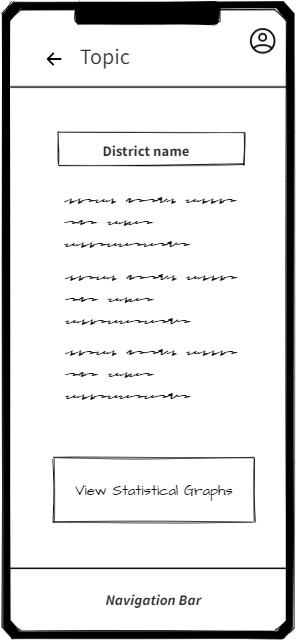 Topic
District name
View Statistical Graphs
Navigation Bar